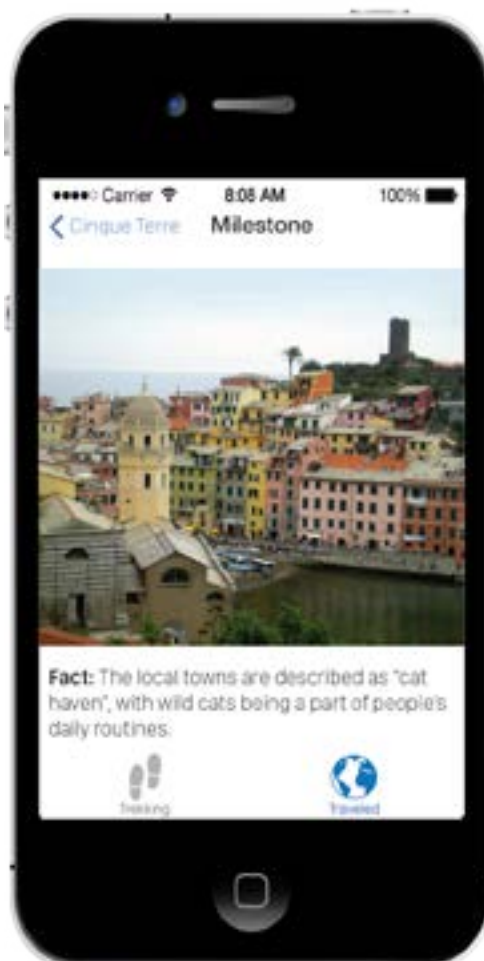 Carrier 8:08 AM 100%
Cinque Terre Milestone
Fact: The local towns are described as "cat
haven", with wild cats being a part of people's
daily routines.
Trekking Traveled